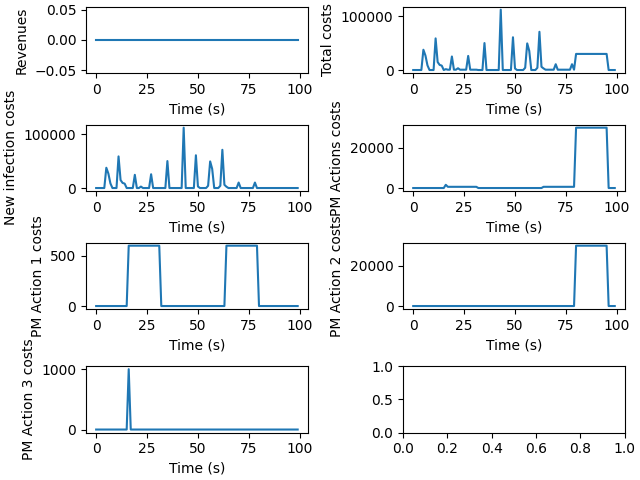 Revenues
0.05
0.00
−0.05
0 25 50 75 100
Time (s)
Total costs
100000
0
0 25 50 75 100
Time (s)
New infection costs
100000
0
0 25 50 75 100
Time (s)
PM Actions costs
20000
0
0 25 50 75 100
Time (s)
PM Action 1 costs
500
0
0 25 50 75 100
Time (s)
PM Action 2 costs
20000
0
0 25 50 75 100
Time (s)
PM Action 3 costs
1000
0
0 25 50 75 100
Time (s)
1.0
0.5
0.0
0.0 0.2 0.4 0.6 0.8 1.0